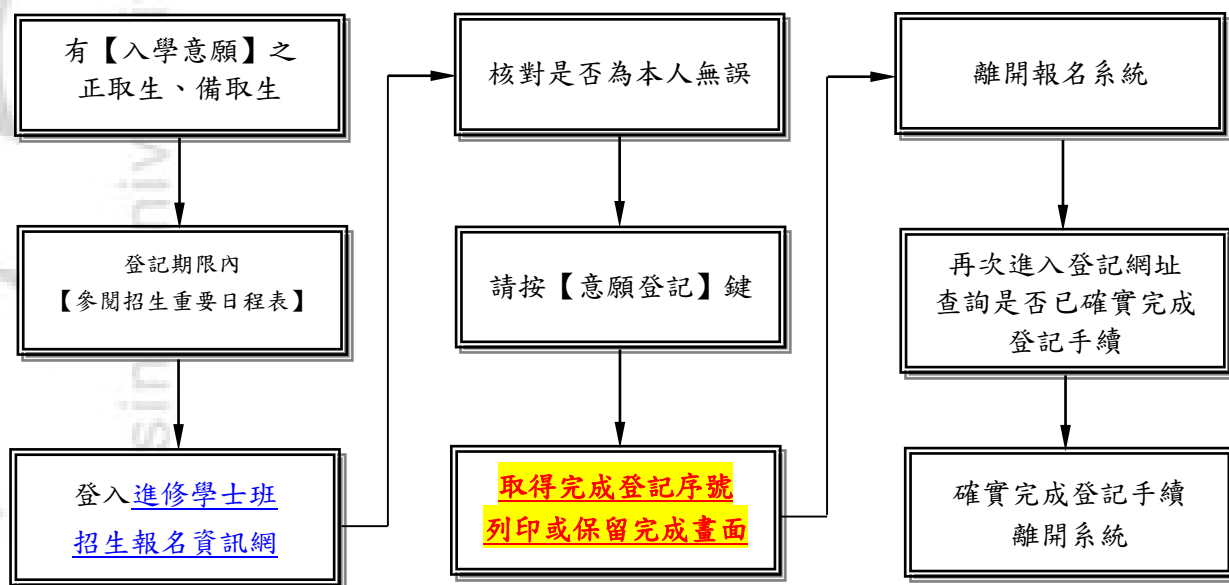 有【入學意願】之
正取生、備取生
登記期限內
【參閱招生重要日程表】
登入進修學士班
招生報名資訊網
核對是否為本人無誤
請按【意願登記】鍵
取得完成登記序號
列印或保留完成畫面
離開報名系統
再次進入登記網址
查詢是否已確實完成
登記手續
確實完成登記手續
離開系統